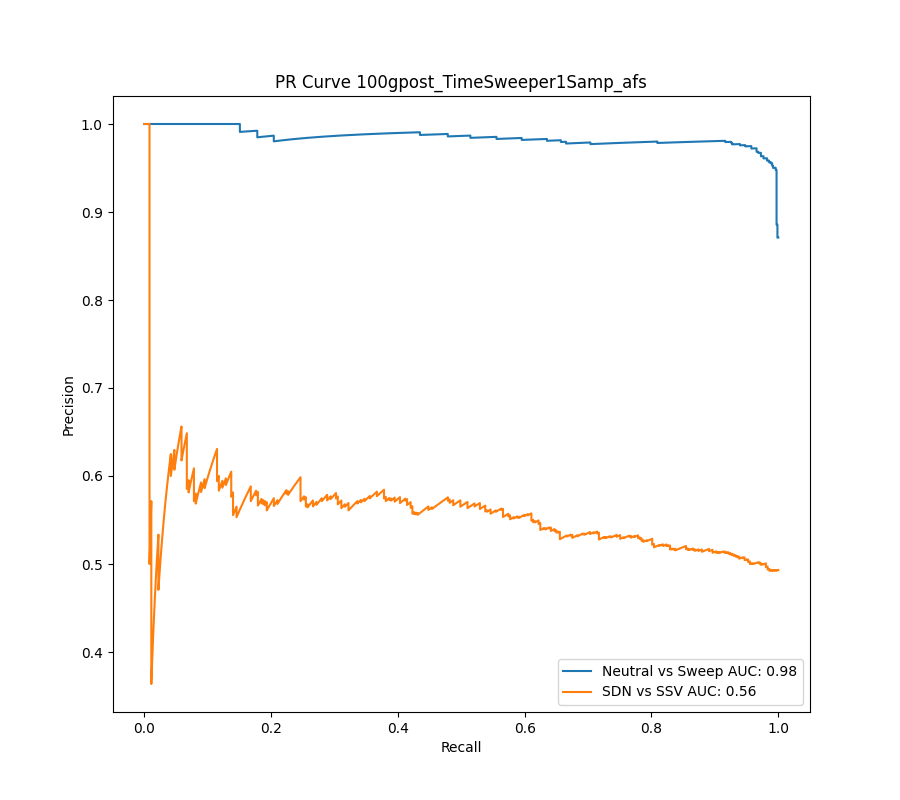 PR Curve 100gpost_TimeSweeper1Samp_afs
1.0
0.9
0.8
0.7
0.6
0.5
0.4
Precision
0.0 0.2 0.4 0.6 0.8 1.0
Recall
Neutral vs Sweep AUC: 0.98
SDN vs SSV AUC: 0.56